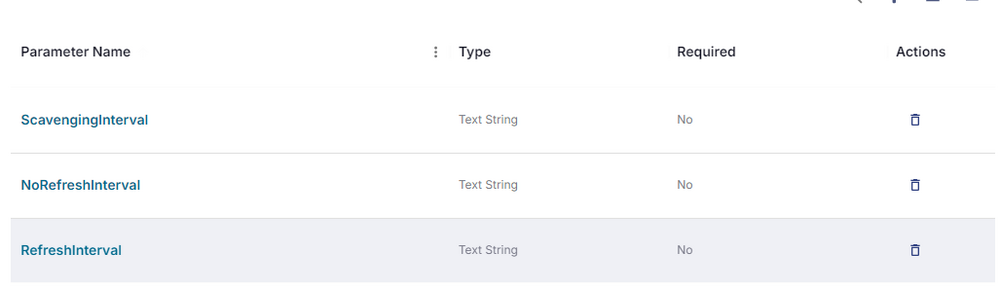 Parameter Name Type Required Actions
ScavengingInterval Text String No
NoRefreshInterval Text String No
RefreshInterval Text String No